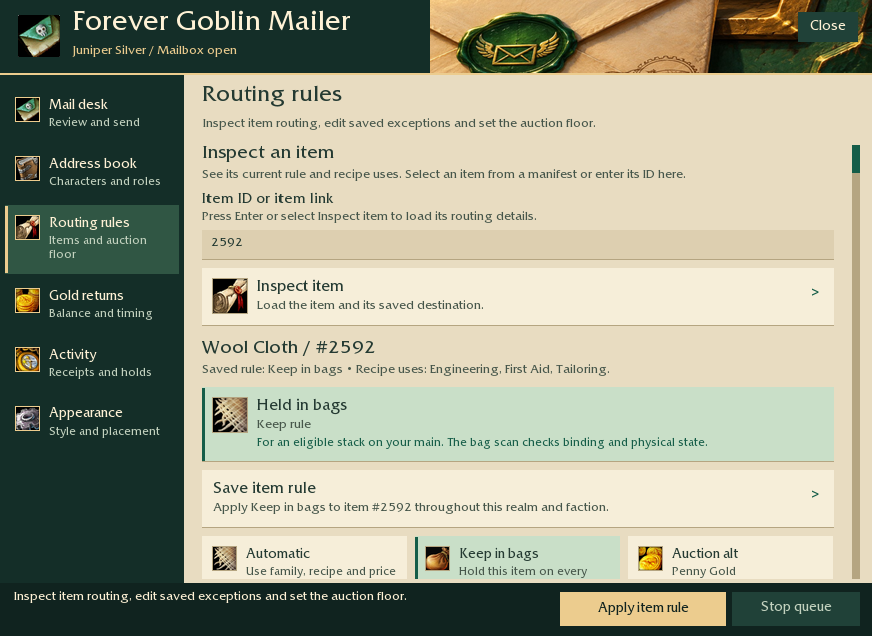 Forever Goblin Mailer
Juniper Silver / Mailbox open
Close
Mail desk
Review and send
Address book
Characters and roles
Routing rules
Items and auction
floor
Gold returns
Balance and timing
Activity
Receipts and holds
Appearance
Style and placement
Routing rules
Inspect item routing, edit saved exceptions and set the auction floor.
Inspect an item
See its current rule and recipe uses. Select an item from a manifest or enter its ID here.
Item ID or item link
Press Enter or select Inspect item to load its routing details.
2592
Inspect item
Load the item and its saved destination.
>
Wool Cloth / #2592
Saved rule: Keep in bags • Recipe uses: Engineering, First Aid, Tailoring.
Held in bags
Keep rule
For an eligible stack on your main. The bag scan checks binding and physical state.
Save item rule
Apply Keep in bags to item #2592 throughout this realm and faction.
>
Automatic
Use family, recipe and price
Keep in bags
Hold this item on every
Auction alt
Penny Gold
Inspect item routing, edit saved exceptions and set the auction floor.
Apply item rule
Stop queue